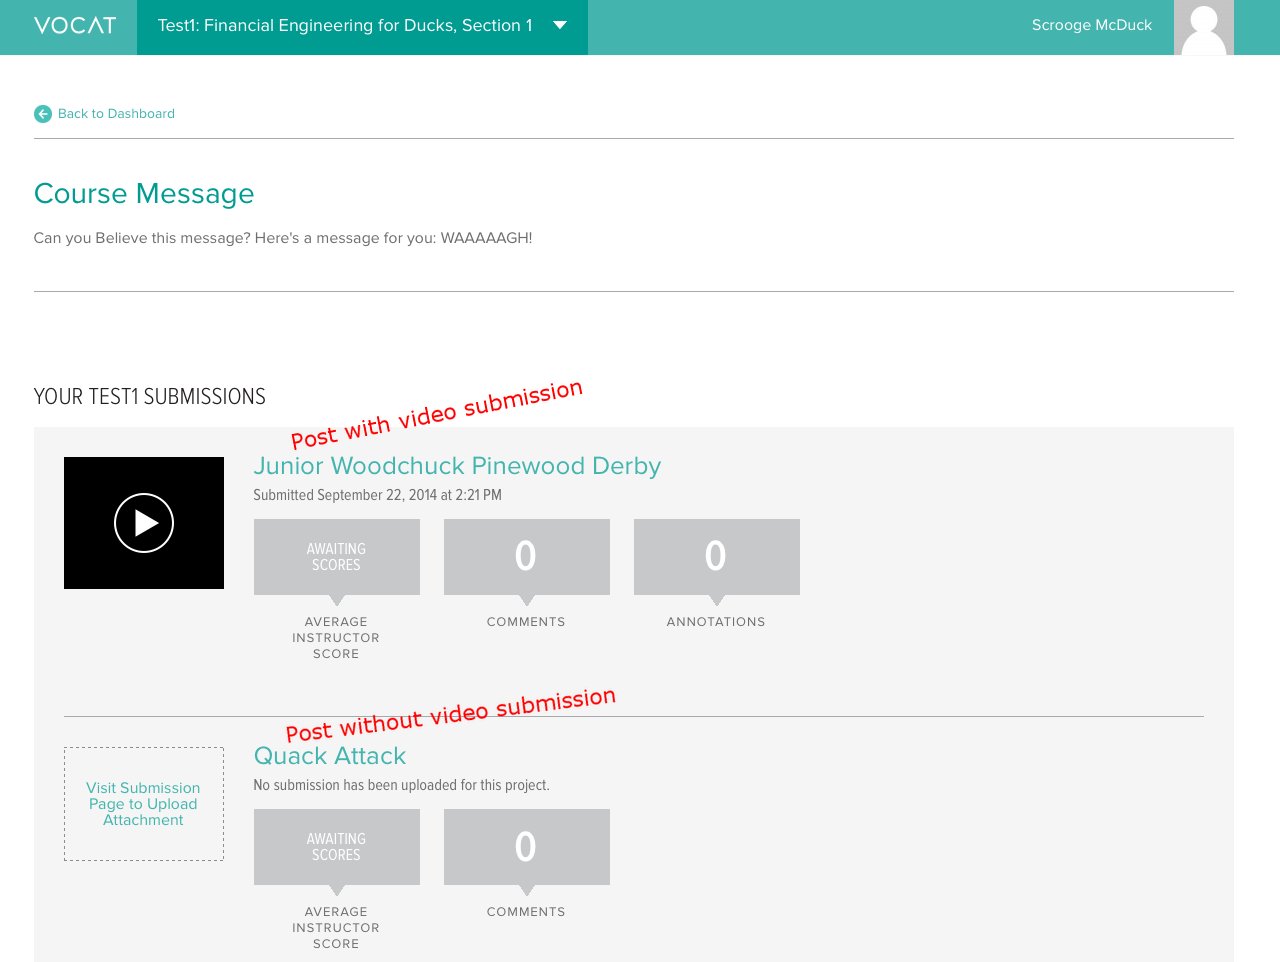 VOCAT
Test1: Financial Engineering for Ducks, Section 1
Scrooge McDuck
Back to Dashboard
Course Message
Can you Believe this message? Here's a message for you: WAAAAAGH!
YOUR TEST1 SUBMISSIONS
Post with video submission
Junior Woodchuck Pinewood Derby
Submitted September 22, 2014 at 2:21 PM
AWAITING
SCORES
0
0
AVERAGE
INSTRUCTOR
SCORE
COMMENTS
ANNOTATIONS
Post without video submission
Quack Attack
No submission has been uploaded for this project.
Visit Submission
Page to Upload
Attachment
AWAITING
SCORES
0
AVERAGE
INSTRUCTOR
SCORE
COMMENTS